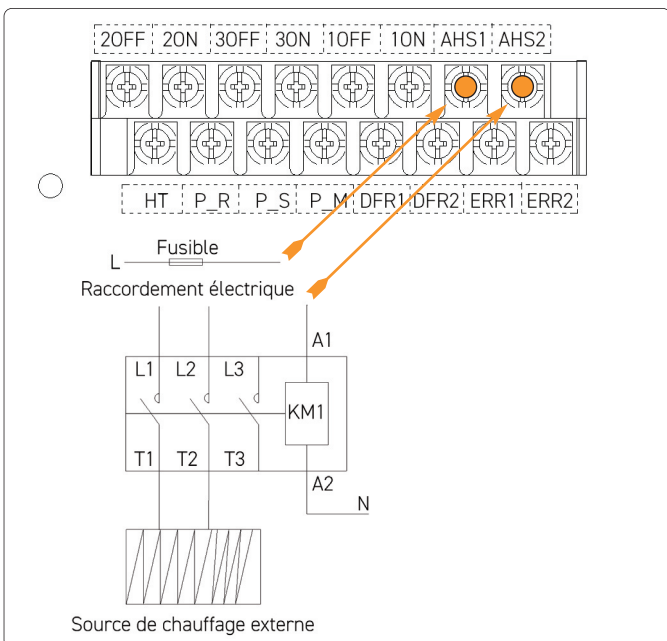 2OFF 2ON 3OFF 3ON 1OFF 1ON AHS1 AHS2
HT P_R P_S P_M DFR1 DFR2 ERR1 ERR2
Fusible
L
Raccordement électrique
A1
L1 L2 L3
KM1
T1 T2 T3
A2
N
Source de chauffage externe